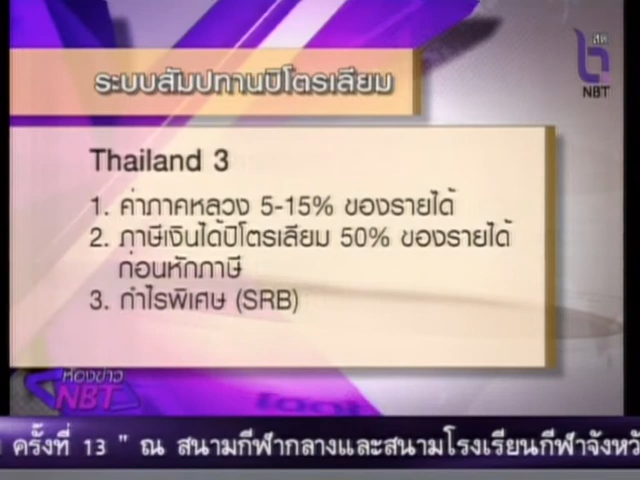 ระบบสัมปทานปิโตรเลียม
สด
NBT
Thailand 3
1. ค่าภาคหลวง 5-15% ของรายได้
2. ภาษีเงินได้ปิโตรเลียม 50% ของรายได้
ก่อนหักภาษี
3. กำไรพิเศษ (SRB)
ห้องข่าว
NBT
ครั้งที่ 13 " ณ สนามกีฬากลางและสนามโรงเรียนกีฬาจังหวั